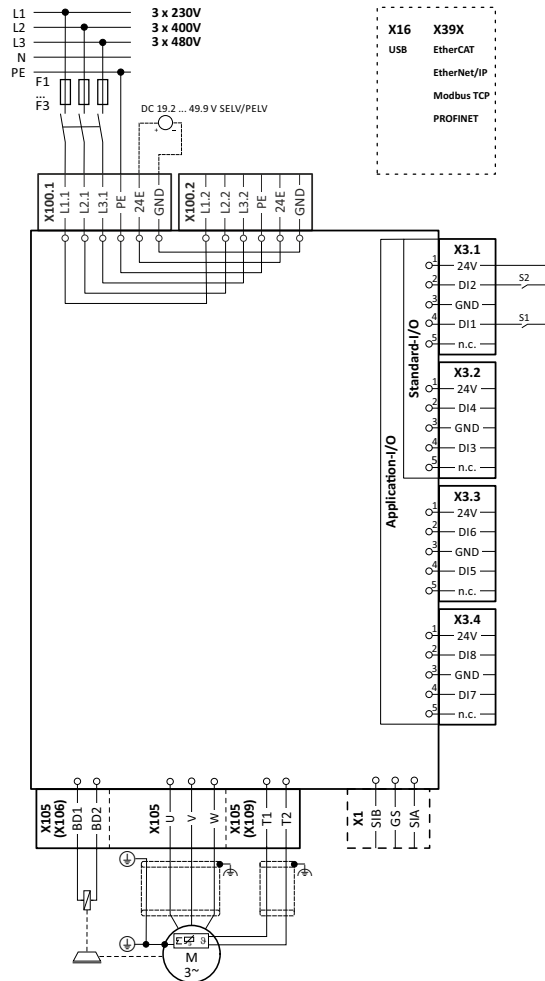 L1
L2
L3
N
PE
3 x 230V
3 x 400V
3 x 480V
F1
...
F3
DC 19.2 ... 49.9 V SELV/PELV
+ -
X16 X39X
USB EtherCAT
EtherNet/IP
Modbus TCP
PROFINET
X100.1
L1.1
L2.1
L3.1
PE
24E
GND
X100.2
L1.2
L2.2
L3.2
PE
24E
GND
Application-I/O
Standard-I/O
X3.1
1 24V
2 DI2
3 GND
4 DI1
5 n.c.
S2
S1
X3.2
1 24V
2 DI4
3 GND
4 DI3
5 n.c.
X3.3
1 24V
2 DI6
3 GND
4 DI5
5 n.c.
X3.4
1 24V
2 DI8
3 GND
4 DI7
5 n.c.
X105
(X106)
BD1
BD2
X105
U
V
W
X105
(X109)
T1
T2
X1
SIB
GS
SIA
ϑ
M
3~